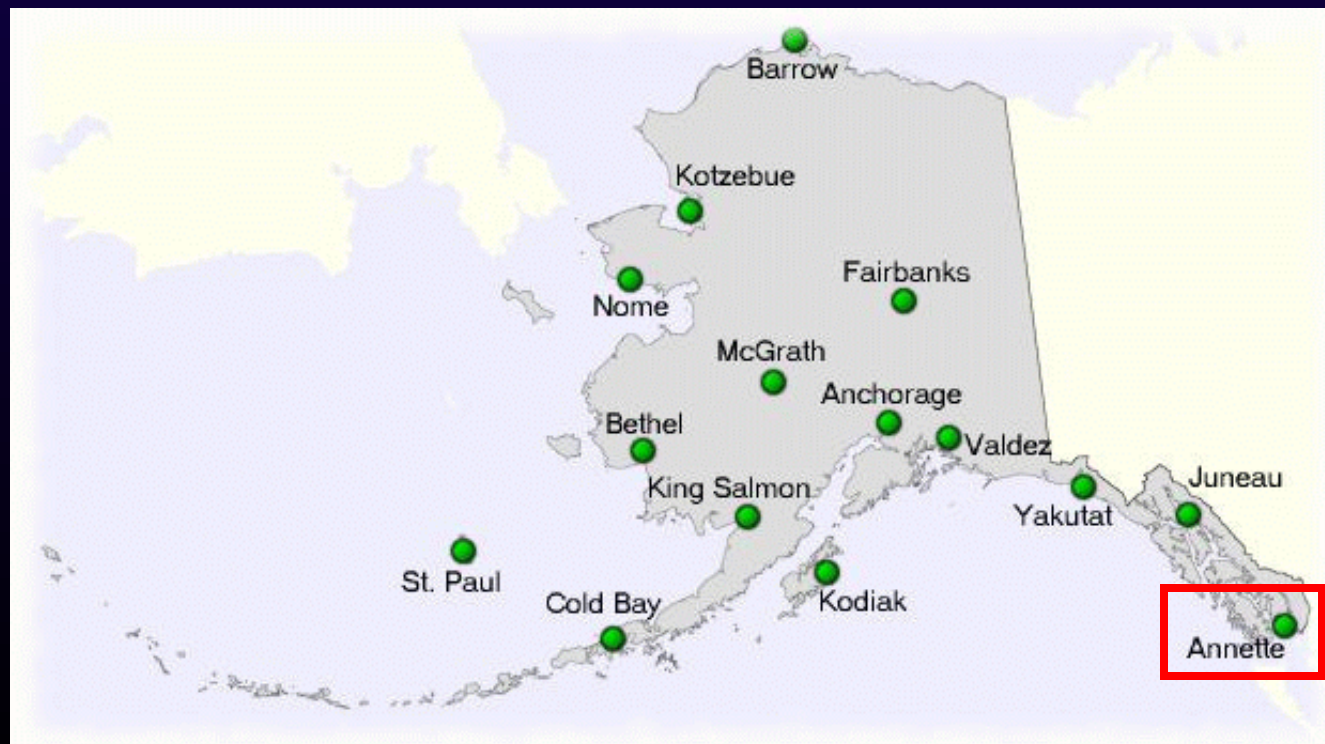 Barrow
Kotzebue
Fairbanks
Nome
McGrath
Anchorage
Bethel
Valdez
Juneau
King Salmon
Yakutat
St. Paul
Cold Bay
Kodiak
Annette